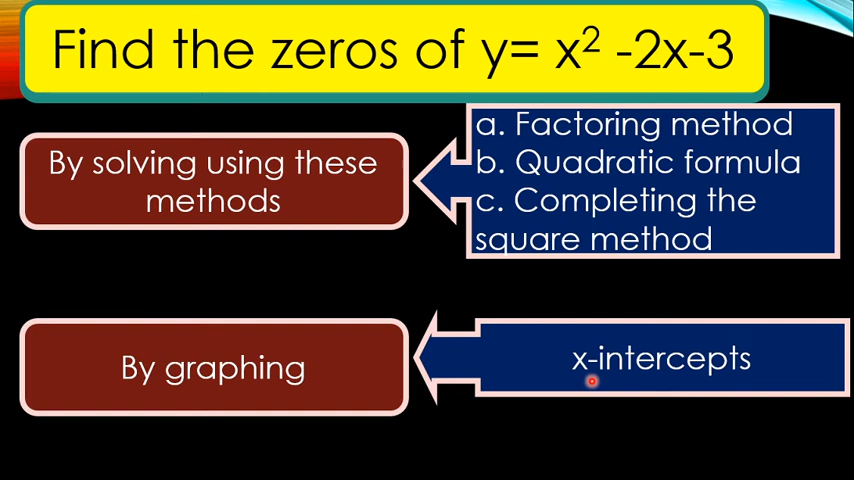 Find the zeros of y= x² -2x-3
By solving using these
methods
a. Factoring method
b. Quadratic formula
c. Completing the
square method
By graphing
x-intercepts